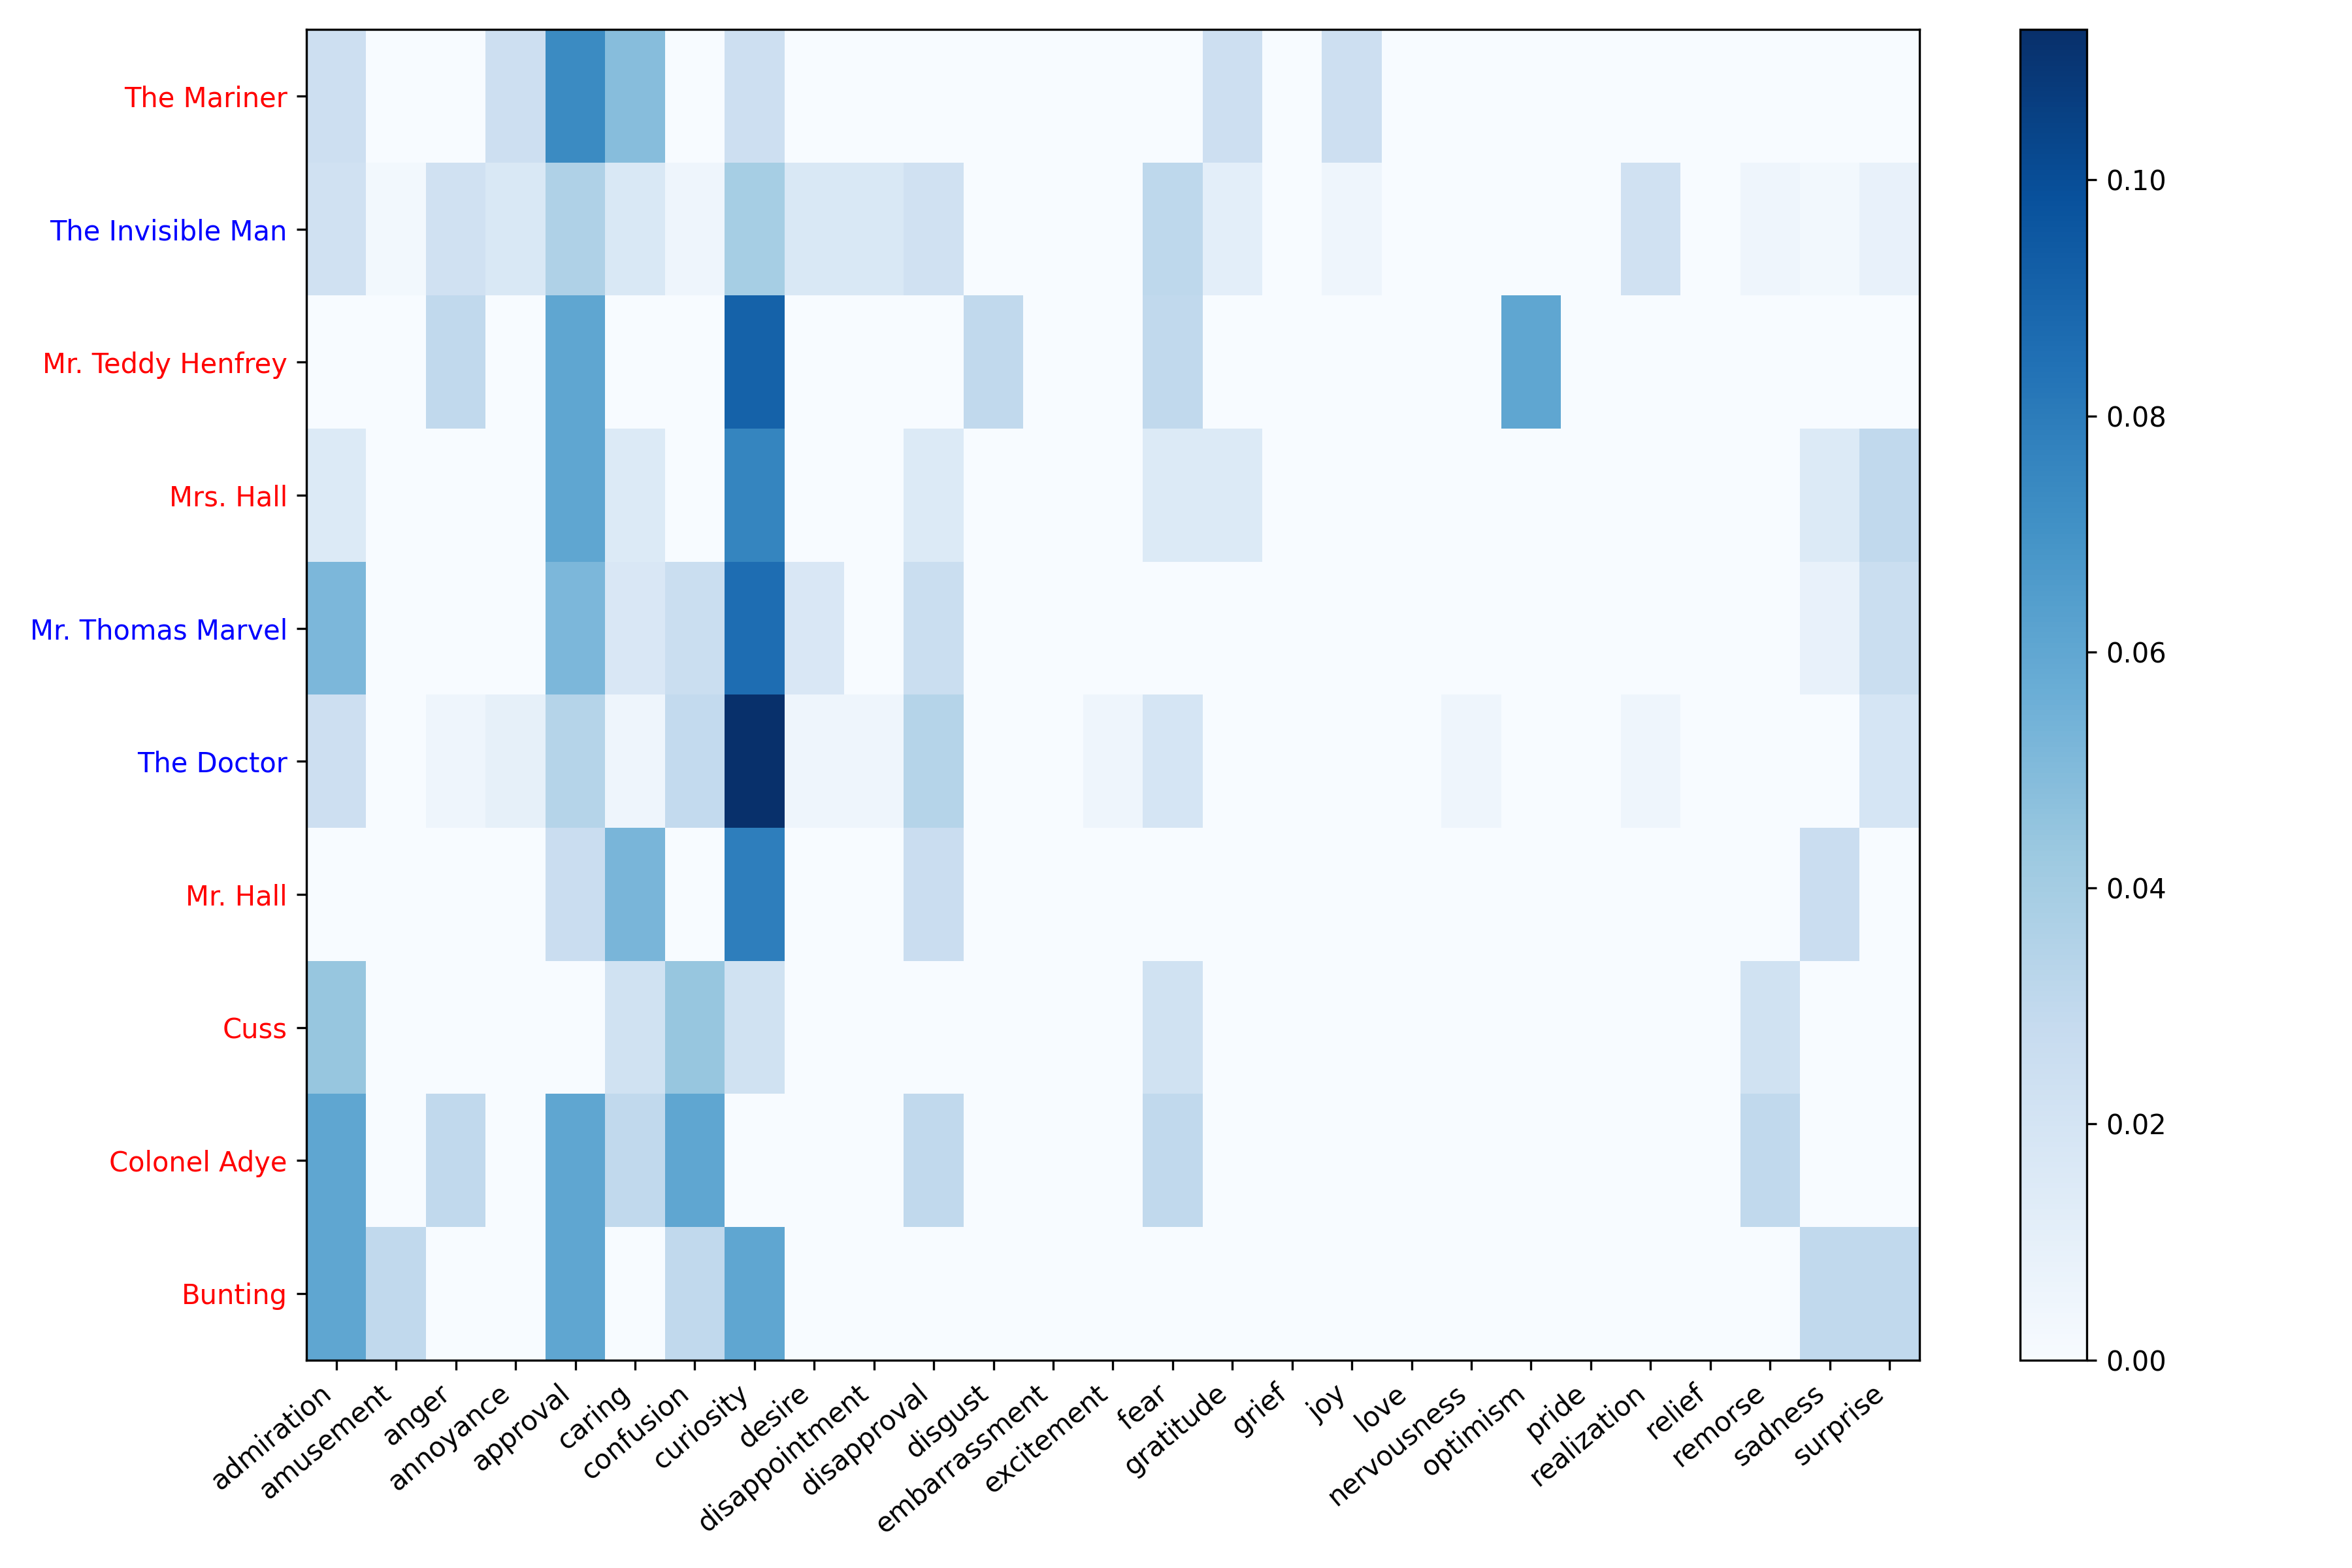 The Mariner
The Invisible Man
Mr. Teddy Henfrey
Mrs. Hall
Mr. Thomas Marvel
The Doctor
Mr. Hall
Cuss
Colonel Adye
Bunting
admiration
amusement
anger
annoyance
approval
caring
confusion
curiosity
desire
disappointment
disapproval
disgust
embarrassment
excitement
fear
gratitude
grief
joy
love
nervousness
optimism
pride
realization
relief
remorse
sadness
surprise
0.10
0.08
0.06
0.04
0.02
0.00